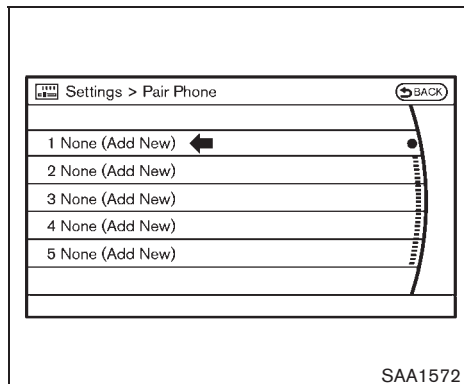 Settings > Pair Phone
BACK
1 None (Add New)
2 None (Add New)
3 None (Add New)
4 None (Add New)
5 None (Add New)
SAA1572